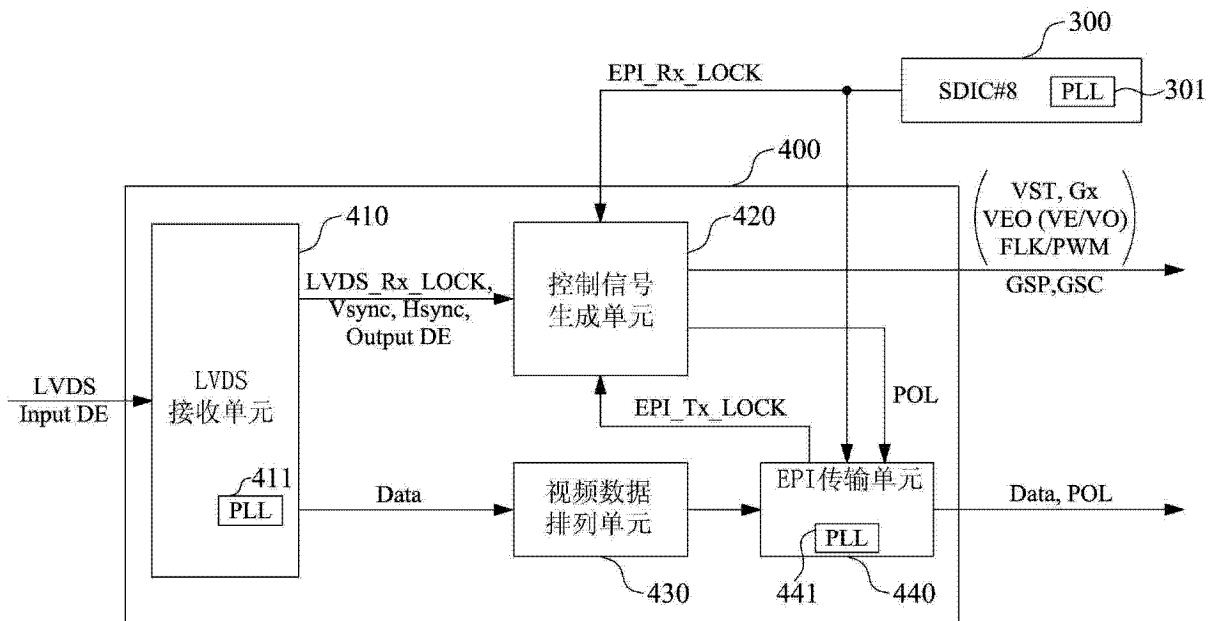 300
EPI_Rx_LOCK
SDIC#8
PLL
301
400
VST, Gx
VEO (VE/VO)
FLK/PWM
GSP,GSC
410
420
LVDS_Rx_LOCK,
Vsync, Hsync,
Output DE
控制信号
生成单元
LVDS
Input DE
LVDS
接收单元
EPI_Tx_LOCK
POL
411
PLL
Data
视频数据
排列单元
EPI传输单元
PLL
Data, POL
430
441
440